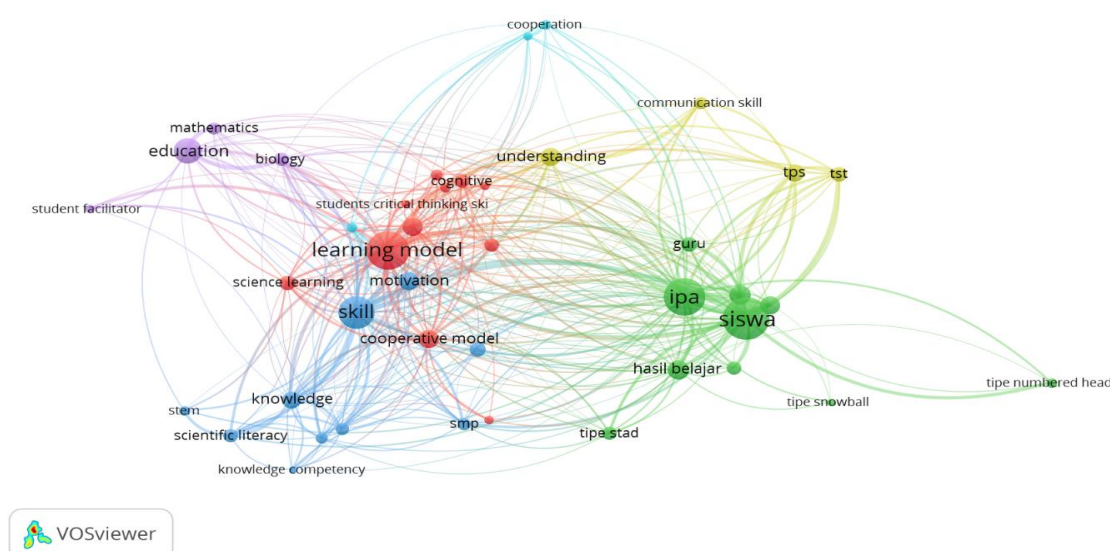 cooperation
communication skill
mathematics
education
biology
understanding
tps
tst
cognitive
students critical thinking ski
student facilitator
guru
learning model
science learning
motivation
ipa
skill
siswa
cooperative model
hasil belajar
tipe numbered head
knowledge
tipe snowball
stem
smp
scientific literacy
tipe stad
knowledge competency
VOSviewer